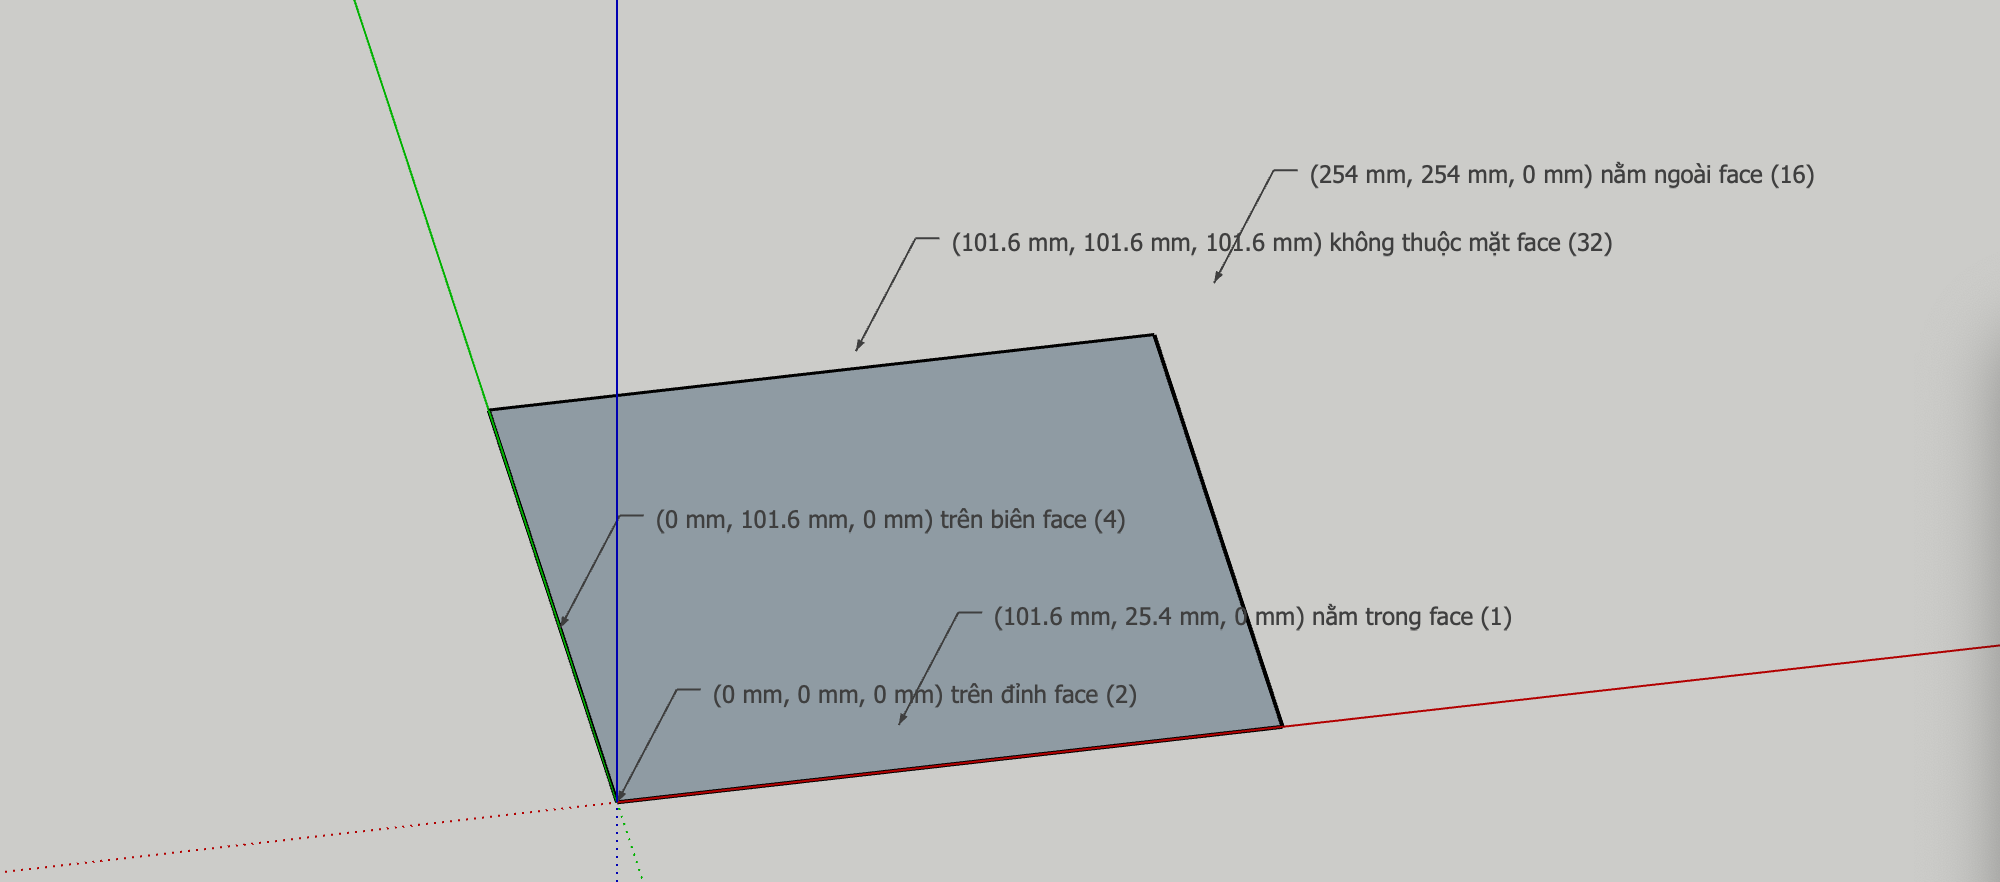 (254 mm, 254 mm, 0 mm) nằm ngoài face (16)
(101.6 mm, 101.6 mm, 101.6 mm) không thuộc mặt face (32)
(0 mm, 101.6 mm, 0 mm) trên biên face (4)
(101.6 mm, 25.4 mm, 0 mm) nằm trong face (1)
(0 mm, 0 mm, 0 mm) trên đỉnh face (2)